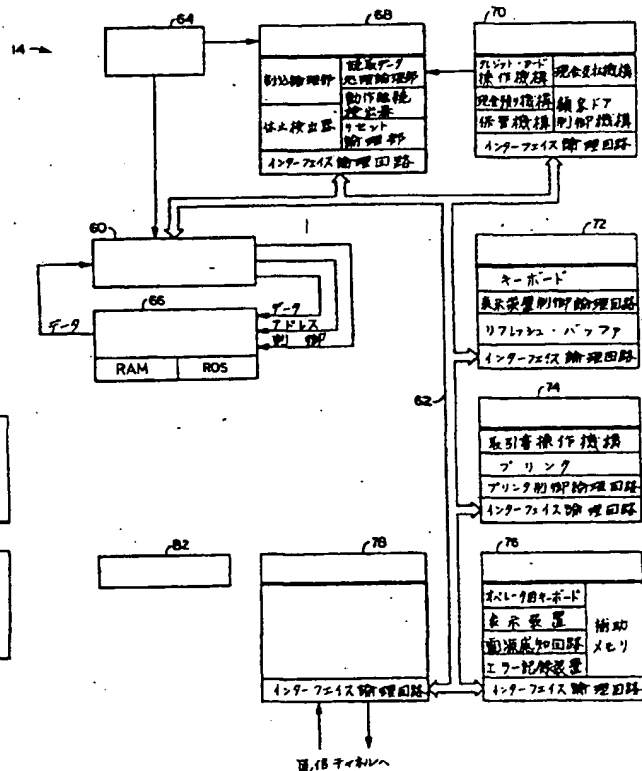 14
64
68
割込論理部
読取データ
処理論理部
動作継続
検出器
停止検出器
リセット
論理部
インターフェイス論理回路
70
クレジット・カード
操作機構
現金支払機構
現金預り機構
保管機構
顧客ドア
制御機構
インターフェイス論理回路
60
66
データ
データ
アドレス
制御
RAM
ROS
62
72
キーボード
表示装置制御論理回路
リフレッシュ・バッファ
インターフェイス論理回路
74
取引書操作機構
プリンタ
プリンタ制御論理回路
インターフェイス論理回路
82
78
インターフェイス論理回路
通信チャネルへ
76
オペレータ用キーボード
表示装置
電源感知回路
エラー記録装置
補助
メモリ
インターフェイス論理回路